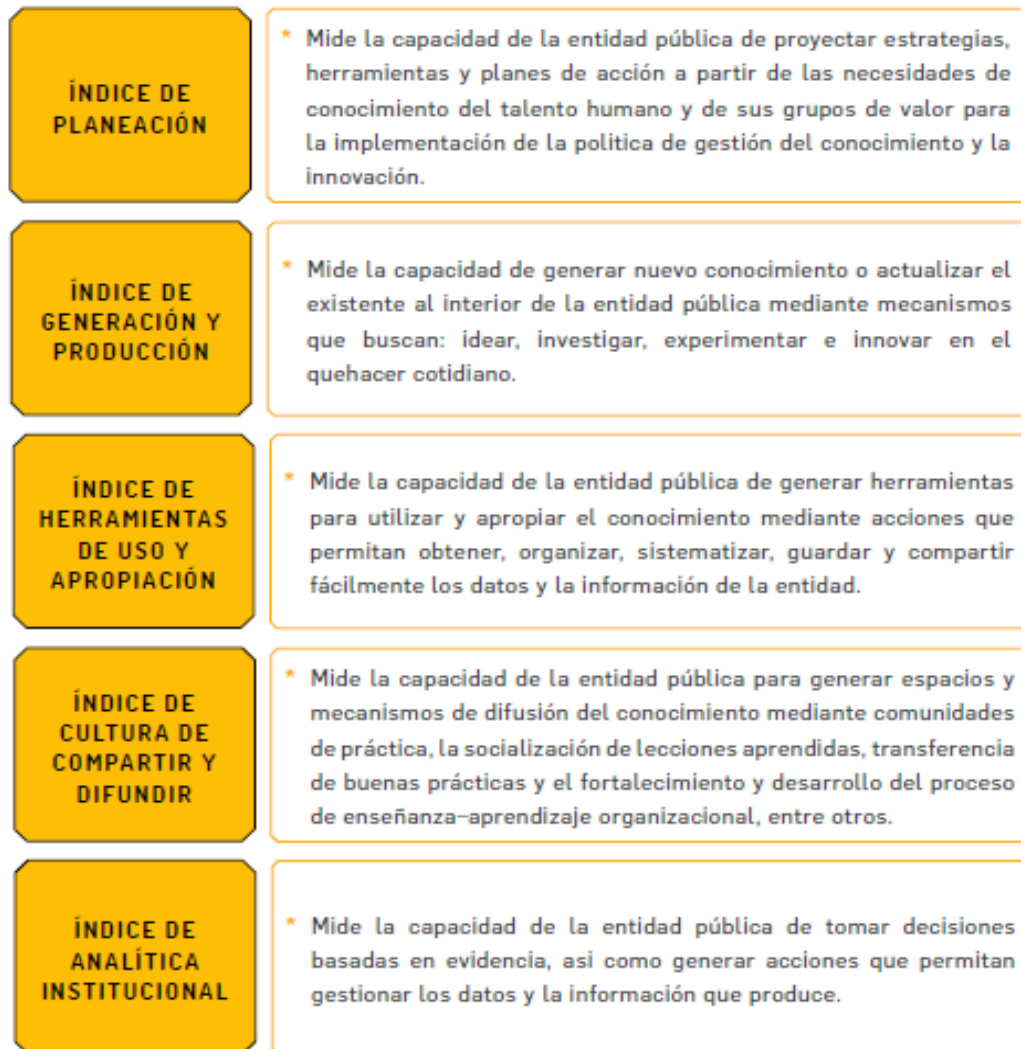 ÍNDICE DE
PLANEACIÓN
* Mide la capacidad de la entidad pública de proyectar estrategias,
herramientas y planes de acción a partir de las necesidades de
conocimiento del talento humano y de sus grupos de valor para
la implementación de la politica de gestión del conocimiento y la
innovación.
ÍNDICE DE
GENERACIÓN Y
PRODUCCIÓN
* Mide la capacidad de generar nuevo conocimiento o actualizar el
existente al interior de la entidad pública mediante mecanismos
que buscan: idear, investigar, experimentar e innovar en el
quehacer cotidiano.
ÍNDICE DE
HERRAMIENTAS
DE USO Y
APROPIACIÓN
* Mide la capacidad de la entidad pública de generar herramientas
para utilizar y apropiar el conocimiento mediante acciones que
permitan obtener, organizar, sistematizar, guardar y compartir
fácilmente los datos y la información de la entidad.
ÍNDICE DE
CULTURA DE
COMPARTIR Y
DIFUNDIR
* Mide la capacidad de la entidad pública para generar espacios y
mecanismos de difusión del conocimiento mediante comunidades
de práctica, la socialización de lecciones aprendidas, transferencia
de buenas prácticas y el fortalecimiento y desarrollo del proceso
de enseñanza–aprendizaje organizacional, entre otros.
ÍNDICE DE
ANALÍTICA
INSTITUCIONAL
* Mide la capacidad de la entidad pública de tomar decisiones
basadas en evidencia, asi como generar acciones que permitan
gestionar los datos y la información que produce.